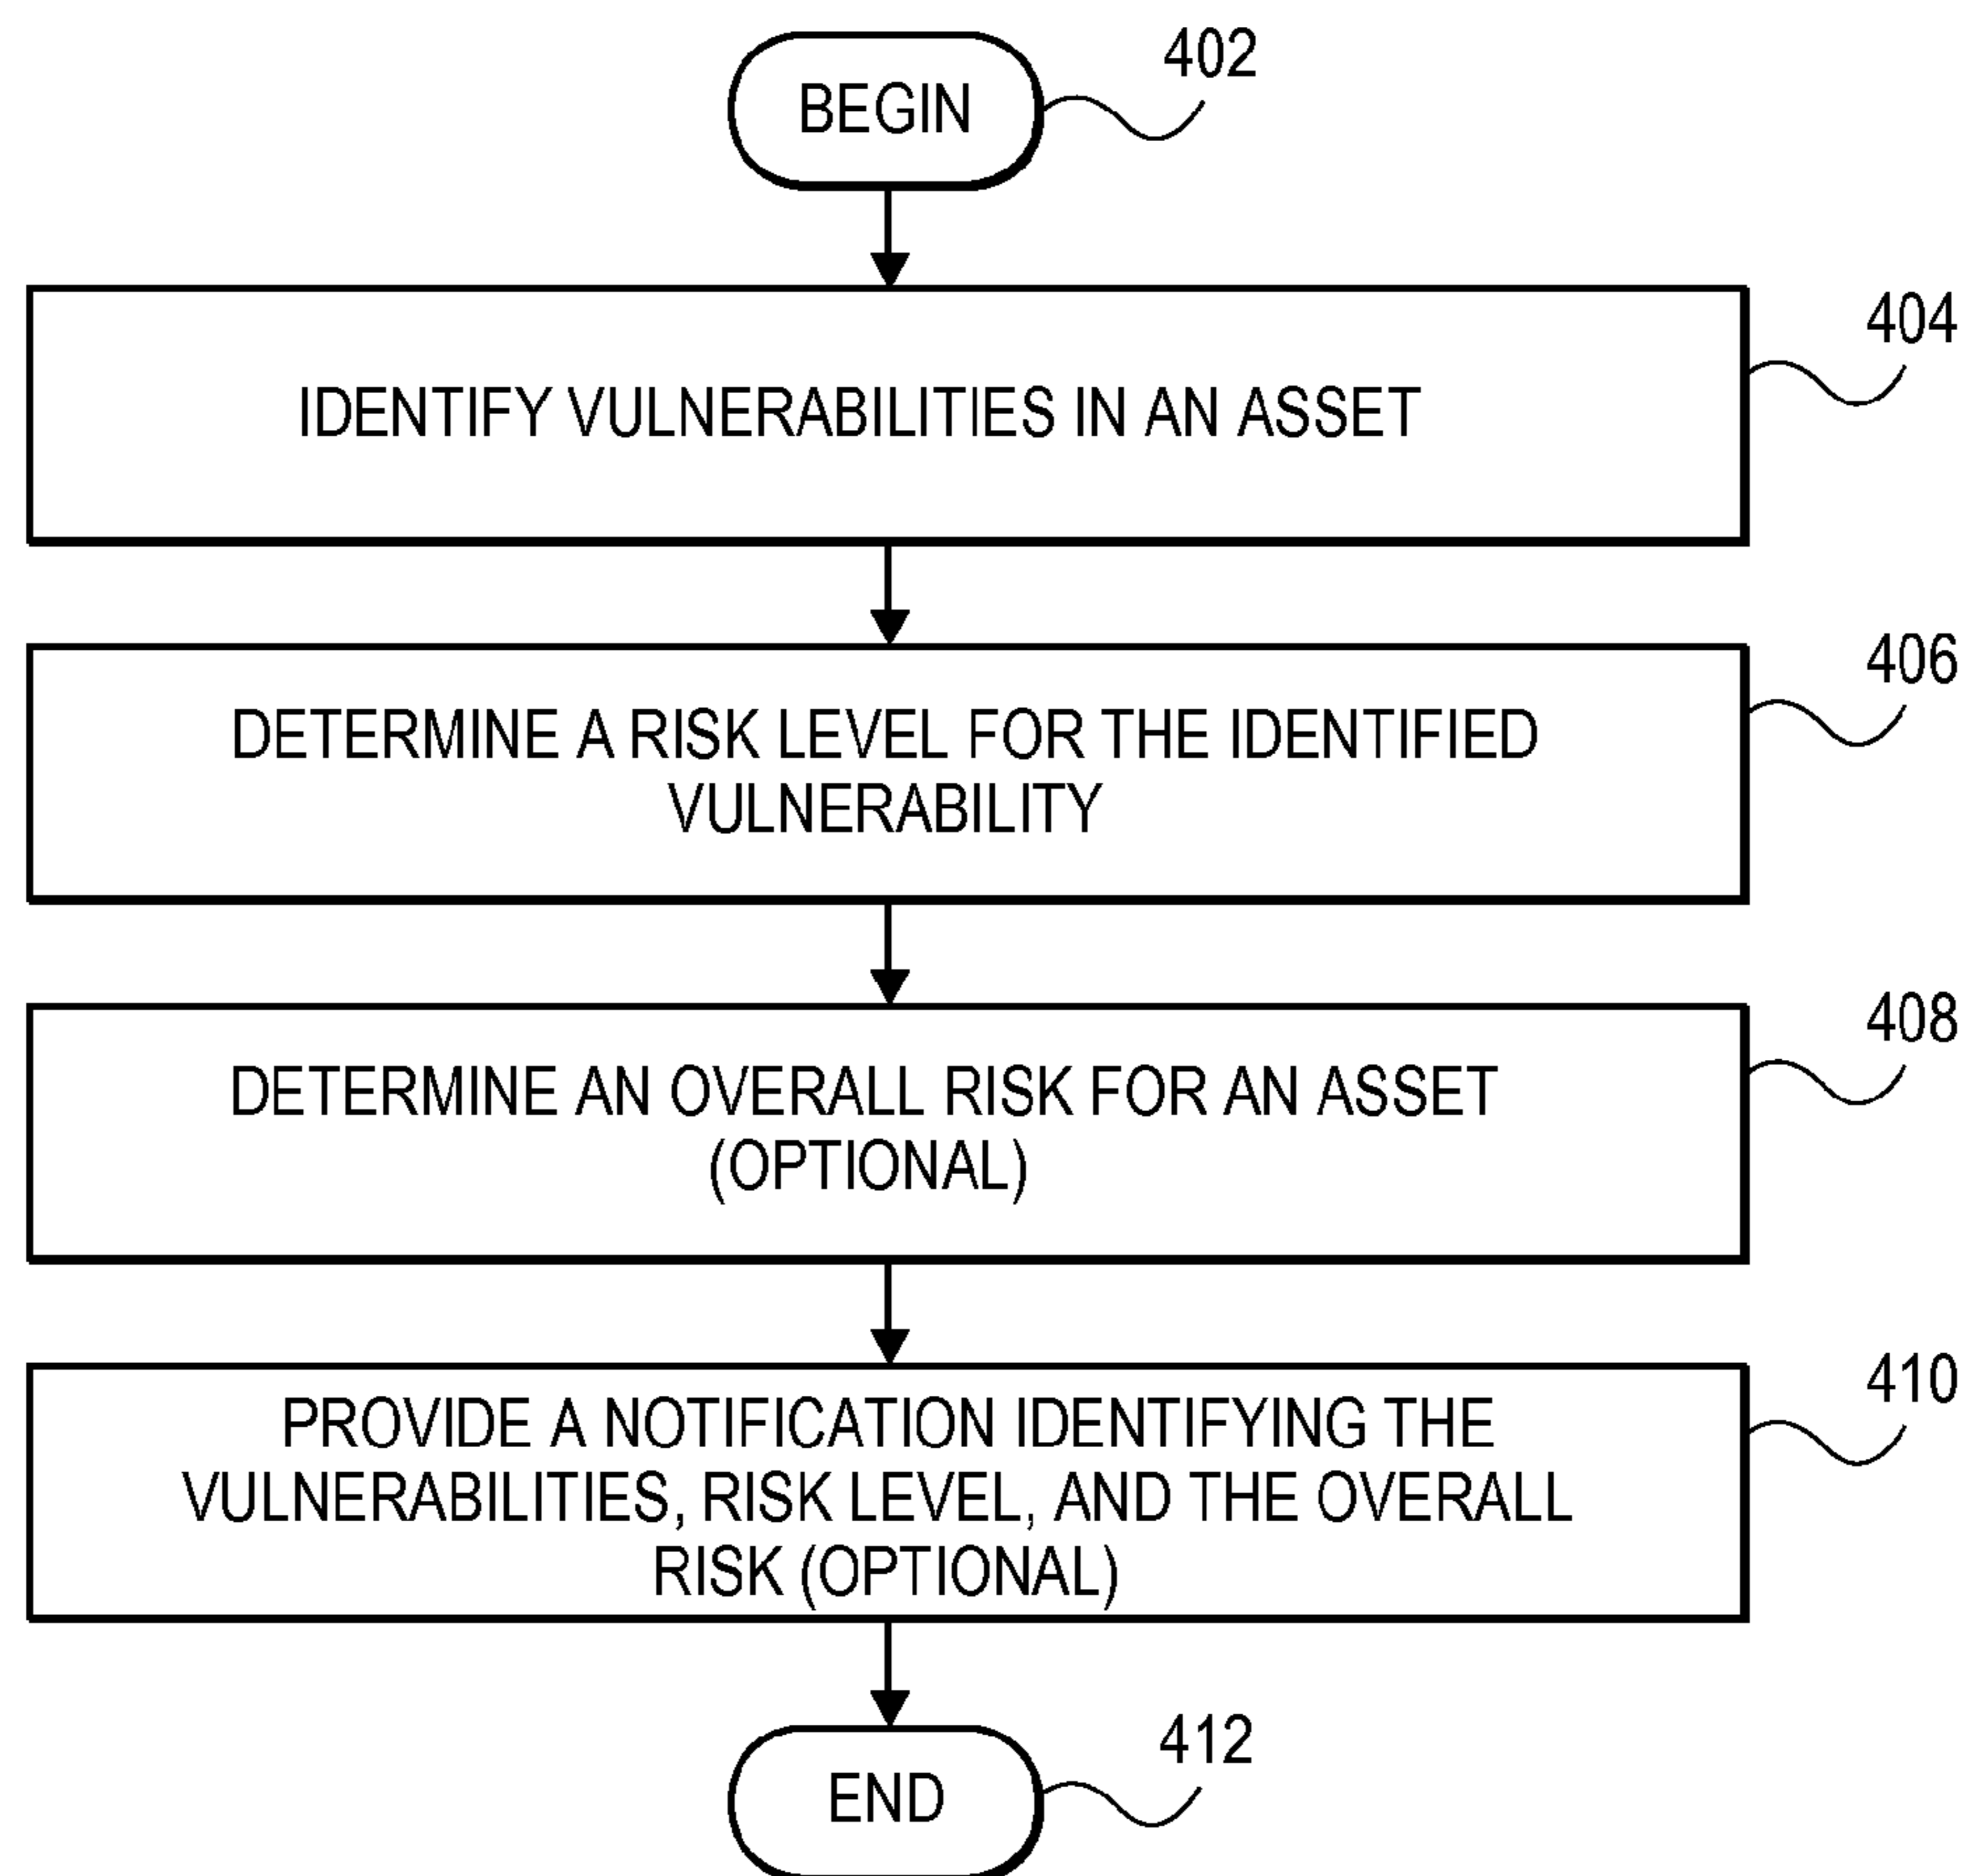 BEGIN
402
404
IDENTIFY VULNERABILITIES IN AN ASSET
406
DETERMINE A RISK LEVEL FOR THE IDENTIFIED
VULNERABILITY
408
DETERMINE AN OVERALL RISK FOR AN ASSET
(OPTIONAL)
410
PROVIDE A NOTIFICATION IDENTIFYING THE
VULNERABILITIES, RISK LEVEL, AND THE OVERALL
RISK (OPTIONAL)
412
END